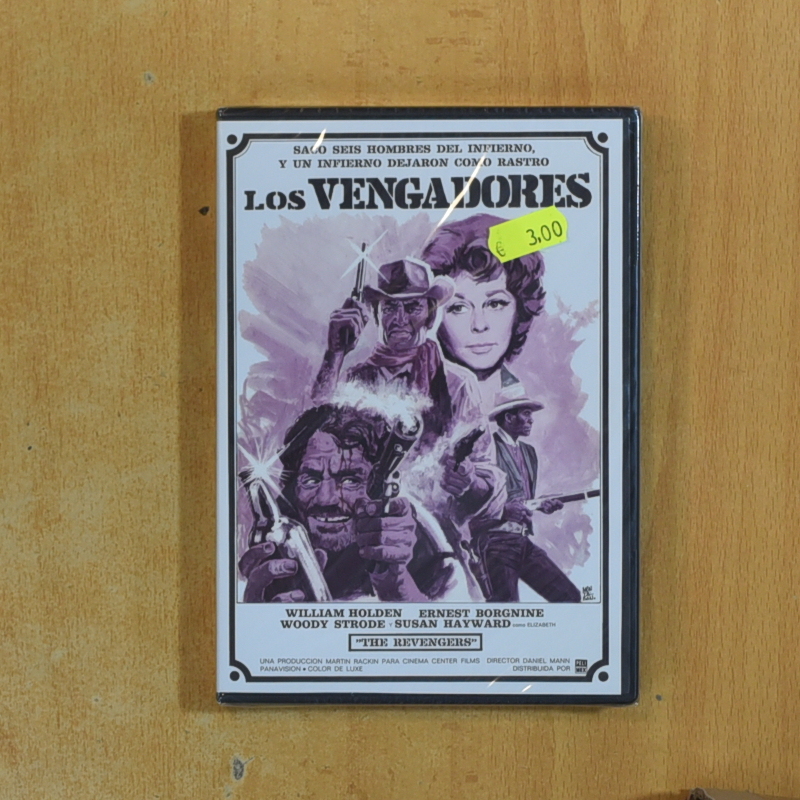 SACO SEIS HOMBRES DEL INFIERNO,
Y UN INFIERNO DEJARON COMO RASTRO
LOS VENGADORES
€ 3,00
WILLIAM HOLDEN ERNEST BORGNINE
WOODY STRODE Y SUSAN HAYWARD como ELIZABETH
"THE REVENGERS"
UNA PRODUCCION MARTIN RACKIN PARA CINEMA CENTER FILMS DIRECTOR DANIEL MANN
PANAVISION • COLOR DE LUXE DISTRIBUIDA POR